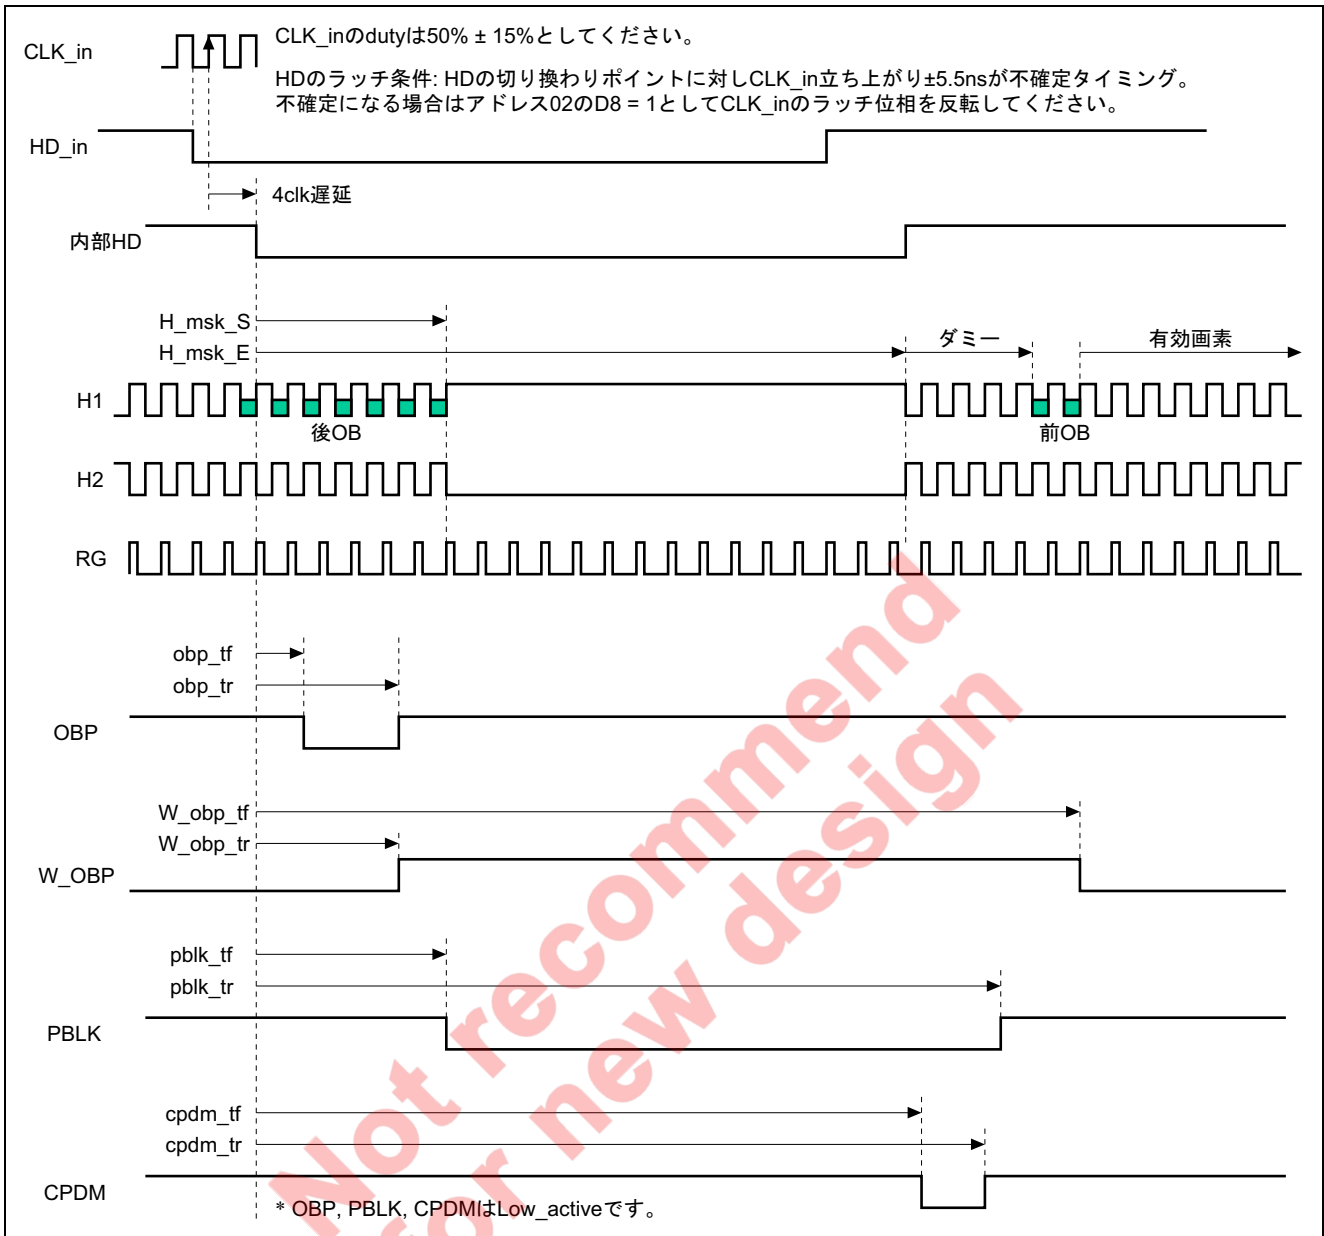 CLK_in
CLK_inのdutyは50% ± 15%としてください。
HDのラッチ条件: HDの切り換わりポイントに対しCLK_in立ち上がり±5.5nsが不確定タイミング。
不確定になる場合はアドレス02のD8 = 1としてCLK_inのラッチ位相を反転してください。
HD_in
4clk遅延
内部HD
H_msk_S
H_msk_E
ダミー
有効画素
H1
後OB
前OB
H2
RG
obp_tf
obp_tr
OBP
W_obp_tf
W_obp_tr
W_OBP
pblk_tf
pblk_tr
PBLK
cpdm_tf
cpdm_tr
CPDM
* OBP, PBLK, CPDMはLow_activeです。
Not recommend
for new design